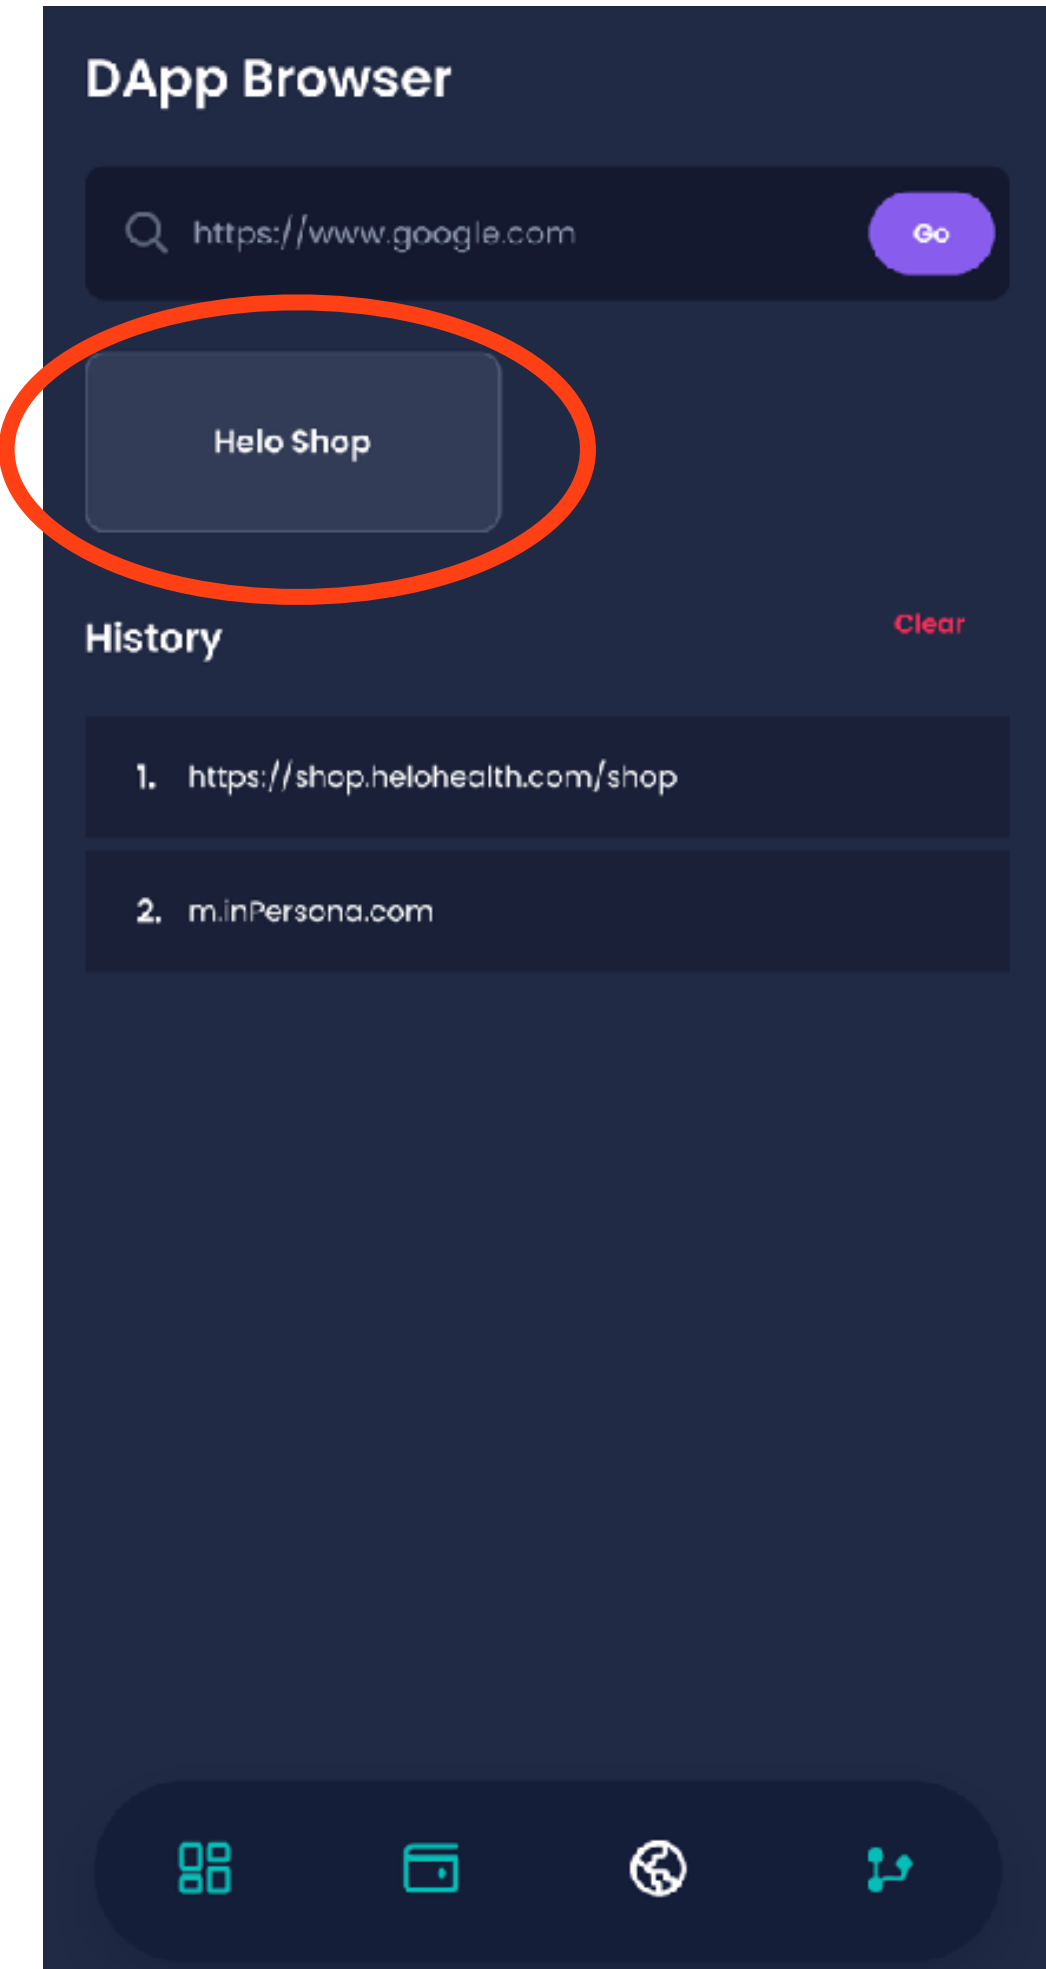 DApp Browser
https://www.google.com
Go
Helo Shop
History
Clear
1. https://shop.helohealth.com/shop
2. m.inPersona.com